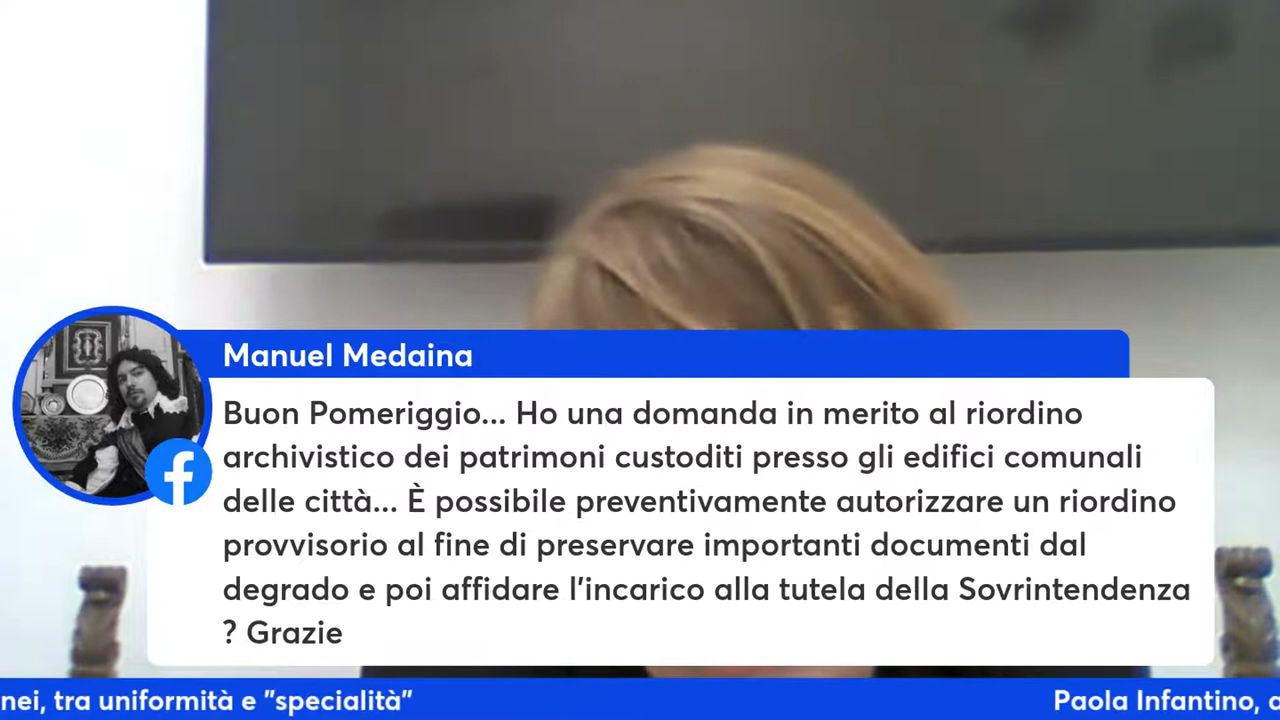 Manuel Medaina
Buon Pomeriggio... Ho una domanda in merito al riordino
archivistico dei patrimoni custoditi presso gli edifici comunali
delle città... È possibile preventivamente autorizzare un riordino
provvisorio al fine di preservare importanti documenti dal
degrado e poi affidare l'incarico alla tutela della Sovrintendenza
? Grazie
nei, tra uniformità e "specialità"
Paola Infantino,